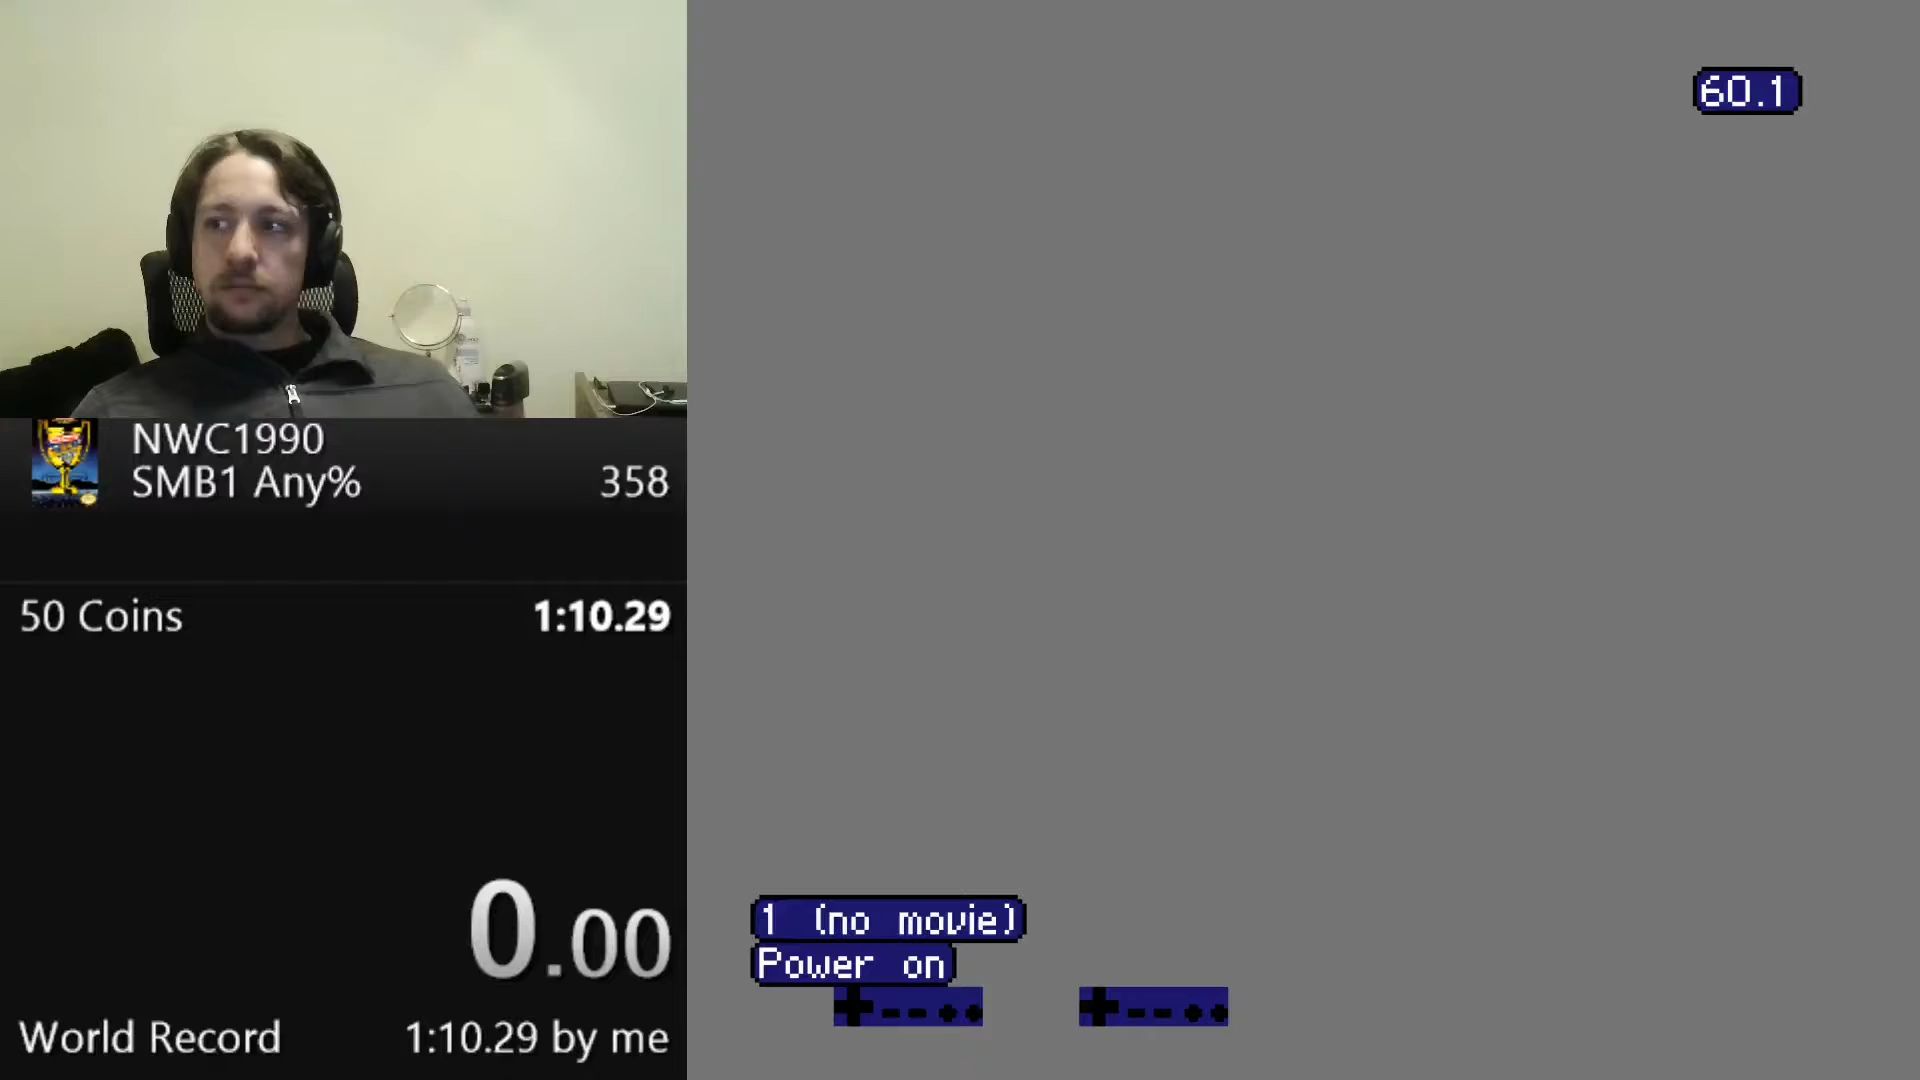 NWC1990
SMB1 Any%
358
50 Coins
1:10.29
0.00
World Record
1:10.29 by me
60.1
1 (no movie)
Power on